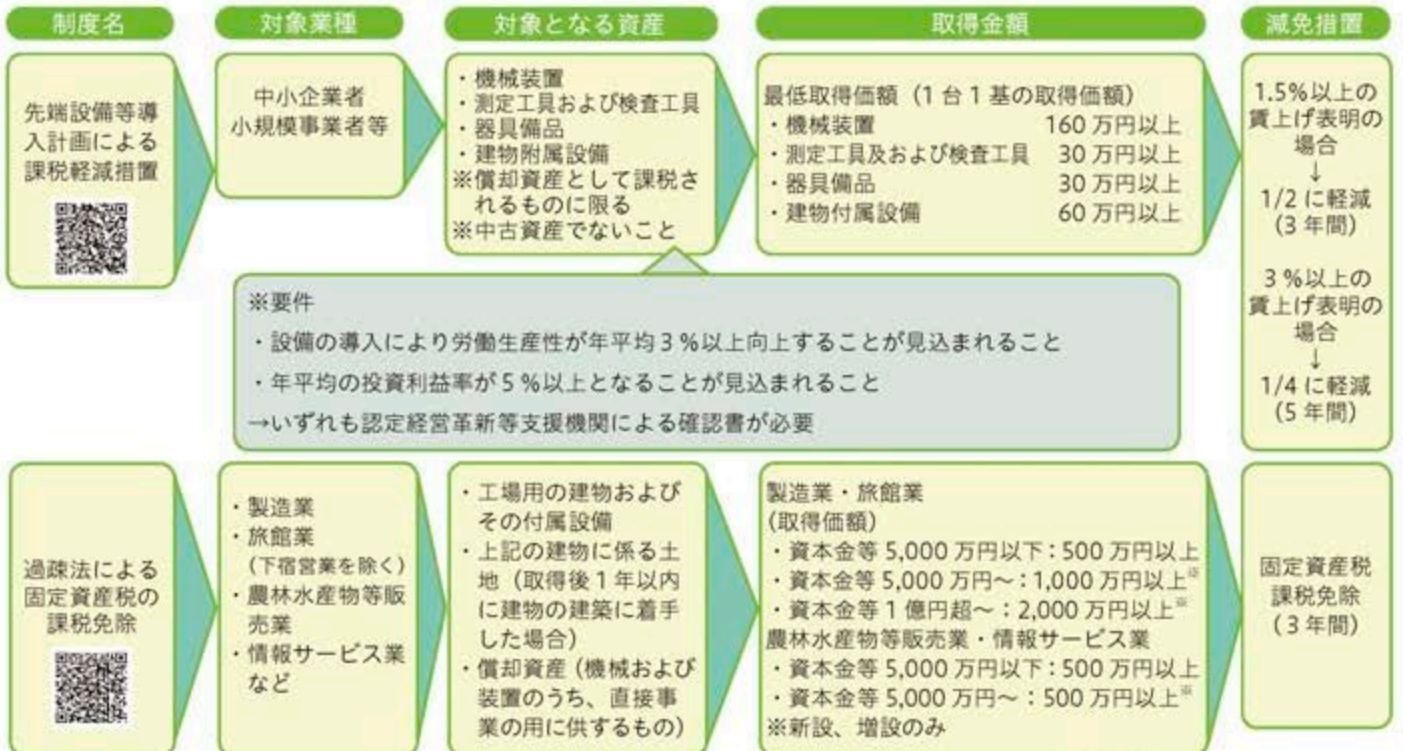 制度名
対象業種
対象となる資産
取得金額
減免措置
先端設備等導
入計画による
課税軽減措置
中小企業者
小規模事業者等
・機械装置
・測定工具および検査工具
・器具備品
・建物附属設備
※償却資産として課税さ
れるものに限る
※中古資産でないこと
最低取得価額(1台1基の取得価額)
・機械装置 160万円以上
・測定工具及および検査工具 30万円以上
・器具備品 30万円以上
・建物付属設備 60万円以上
1.5%以上の
賃上げ表明の
場合
↓
1/2に軽減
(3年間)
3%以上の
賃上げ表明の
場合
↓
1/4に軽減
(5年間)
※要件
・設備の導入により労働生産性が年平均3%以上向上することが見込まれること
・年平均の投資利益率が5%以上となることが見込まれること
→いずれも認定経営革新等支援機関による確認書が必要
過疎法による
固定資産税の
課税免除
・製造業
・旅館業
(下宿営業を除く)
・農林水産物等販
売業
・情報サービス業
など
・工場用の建物および
その付属設備
・上記の建物に係る土
地(取得後1年以内
に建物の建築に着手
した場合)
・償却資産(機械および
装置のうち、直接事
業の用に供するもの)
製造業・旅館業
(取得価額)
・資本金等5,000万円以下:500万円以上
・資本金等5,000万円~:1,000万円以上※
・資本金等1億円超~:2,000万円以上※
農林水産物等販売業・情報サービス業
・資本金等5,000万円以下:500万円以上
・資本金等5,000万円~:500万円以上※
※新設、増設のみ
固定資産税
課税免除
(3年間)